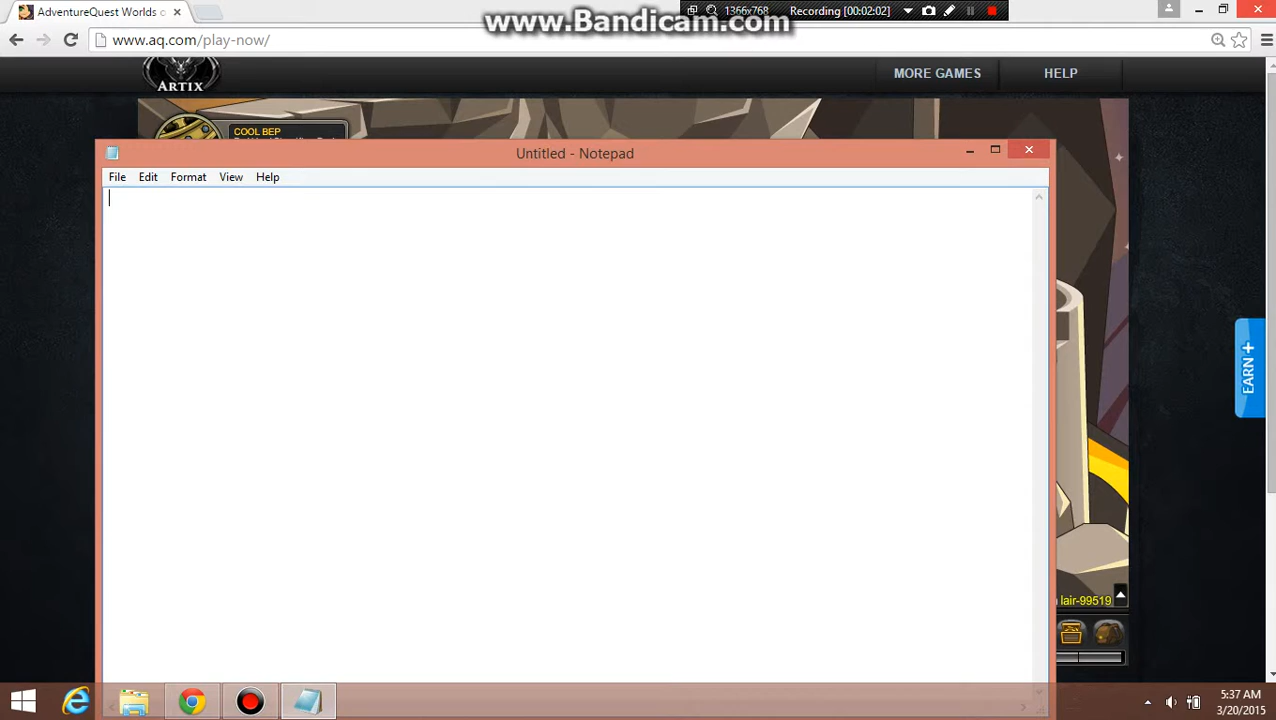 AdventureQuest Worlds o
1366x768
Recording [00:02:02]
www.Bandicam.com
www.aq.com/play-now/
ARTIX
MORE GAMES
HELP
COOL BEP
Untitled - Notepad
File Edit Format View Help
EARN +
lair-99519
5:37 AM
3/20/2015